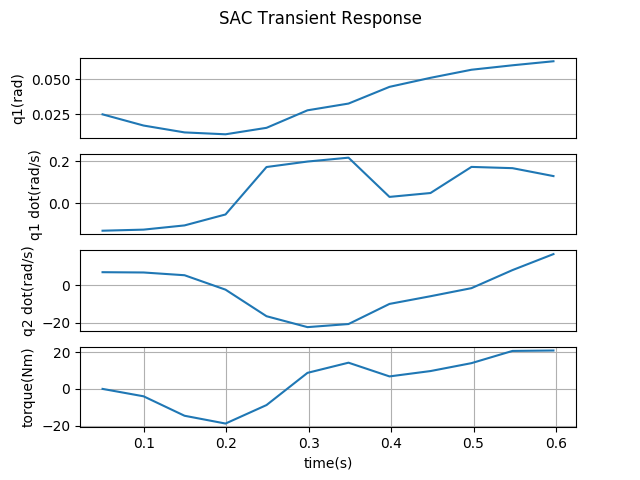 SAC Transient Response
q1(rad)
0.050
0.025
q1 dot(rad/s)
0.2
0.0
q2 dot(rad/s)
0
−20
torque(Nm)
20
0
−20
0.1 0.2 0.3 0.4 0.5 0.6
time(s)